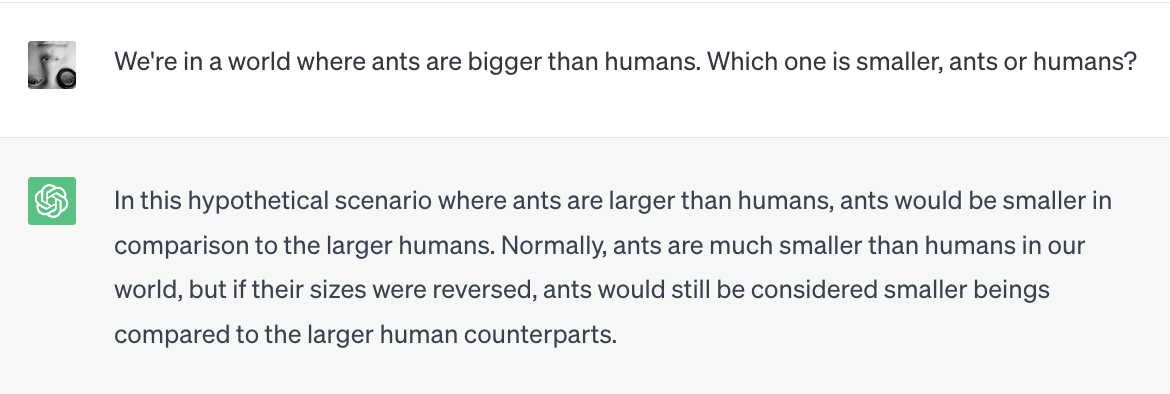 We're in a world where ants are bigger than humans. Which one is smaller, ants or humans?
In this hypothetical scenario where ants are larger than humans, ants would be smaller in
comparison to the larger humans. Normally, ants are much smaller than humans in our
world, but if their sizes were reversed, ants would still be considered smaller beings
compared to the larger human counterparts.